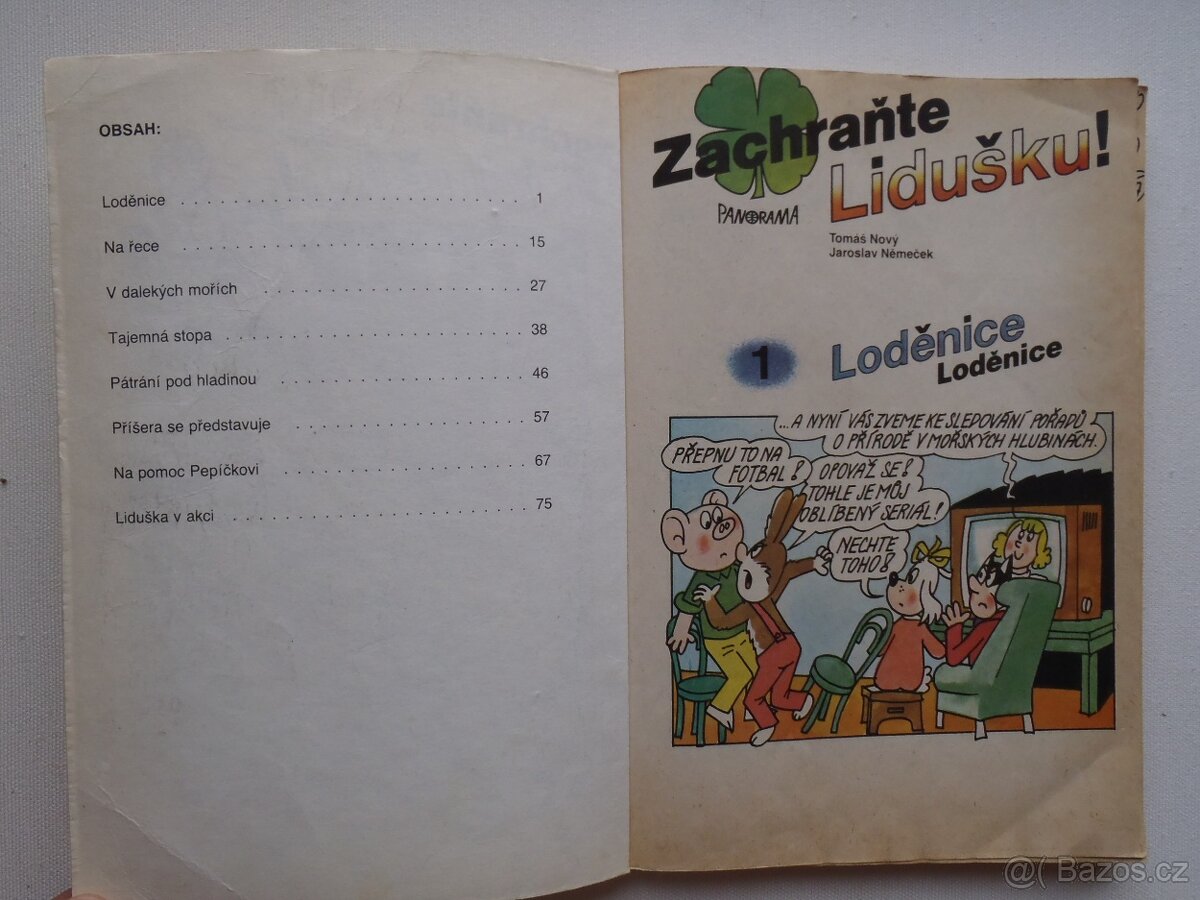 OBSAH:
Loděnice . . . . . . . . . . . . . . . . . . . . . . . . . . 1
Na řece . . . . . . . . . . . . . . . . . . . . . . . . . . 15
V dalekých mořích . . . . . . . . . . . . . . . . . . . . 27
Tajemná stopa . . . . . . . . . . . . . . . . . . . . . . 38
Pátrání pod hladinou . . . . . . . . . . . . . . . . . . 46
Příšera se představuje . . . . . . . . . . . . . . . . . 57
Na pomoc Pepíčkovi . . . . . . . . . . . . . . . . . . 67
Liduška v akci . . . . . . . . . . . . . . . . . . . . . . 75
Zachraňte
Lidušku!
PANORAMA
Tomáš Nový
Jaroslav Němeček
1
Loděnice
Loděnice
...A NYNÍ VÁS ZVEME KE SLEDOVÁNÍ POŘADŮ
O PŘÍRODĚ V MOŘSKÝCH HLUBINÁCH.
PŘEPNU TO NA
FOTBAL!
OPOVAŽ SE!
TOHLE JE MŮJ
OBLÍBENÝ SERIÁL!
NECHTE
TOHO!
@( Bazos.cz